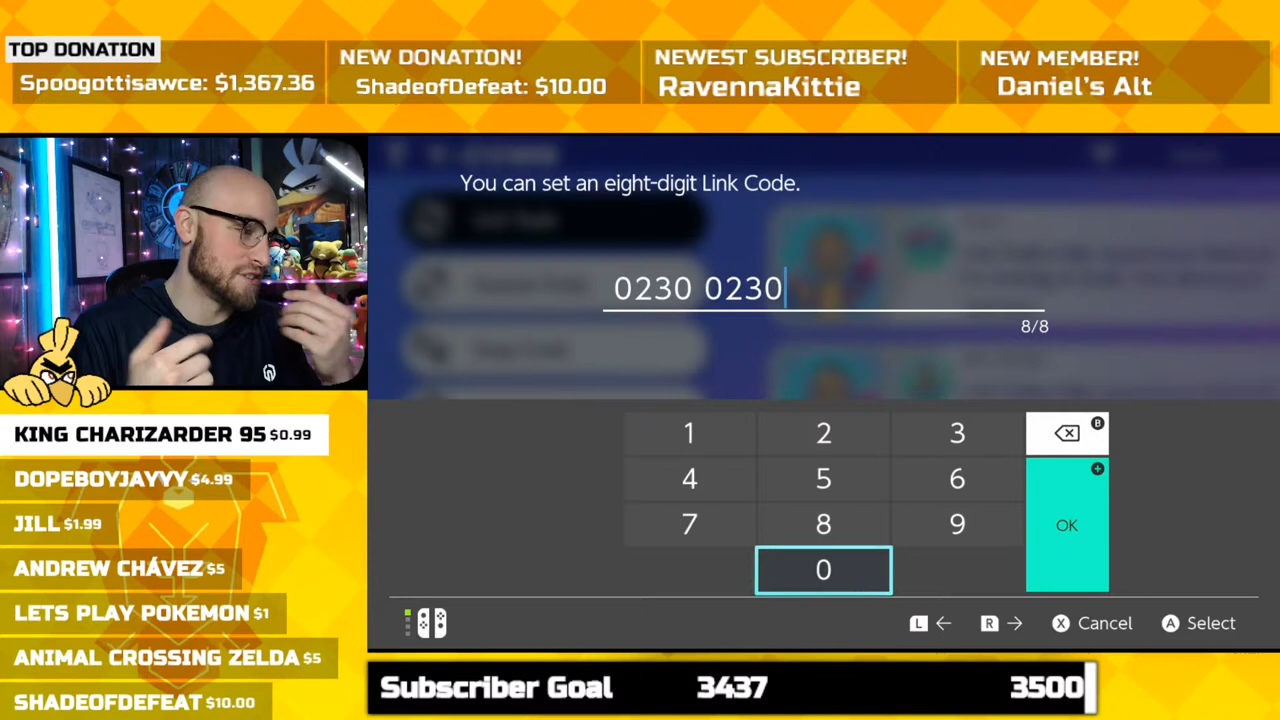 TOP DONATION
Spoogottisawce: $1,367.36
NEW DONATION!
ShadeofDefeat: $10.00
NEWEST SUBSCRIBER!
RavennaKittie
NEW MEMBER!
Daniel's Alt
You can set an eight-digit Link Code.
0230 0230
8/8
1 2 3 B
4 5 6 +
7 8 9 OK
0
L ← R → X Cancel A Select
KING CHARIZARDER 95 $0.99
DOPEBOYJAYYY $4.99
JILL $1.99
ANDREW CHÁVEZ $5
LETS PLAY POKEMON $1
ANIMAL CROSSING ZELDA $5
SHADEOFDEFEAT $10.00
Subscriber Goal 3437 3500